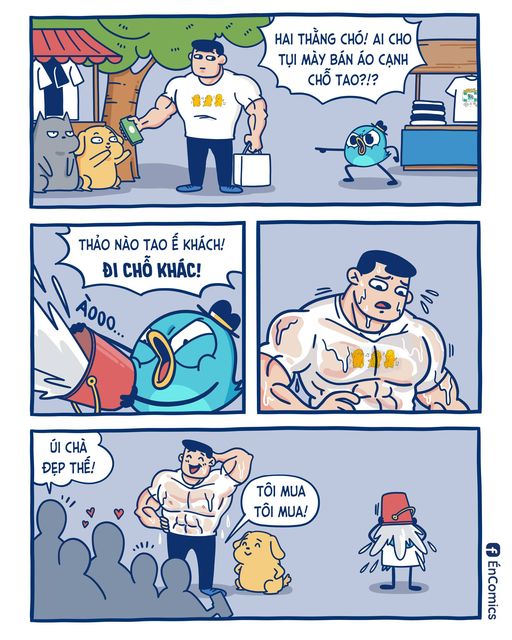 HAI THẰNG CHÓ! AI CHO
TỤI MÀY BÁN ÁO CẠNH
CHỖ TAO?!?
THẢO NÀO TAO Ế KHÁCH!
ĐI CHỖ KHÁC!
ÀOOO...
ÚI CHÀ
ĐẸP THẾ!
TÔI MUA
TÔI MUA!
ÉnComics